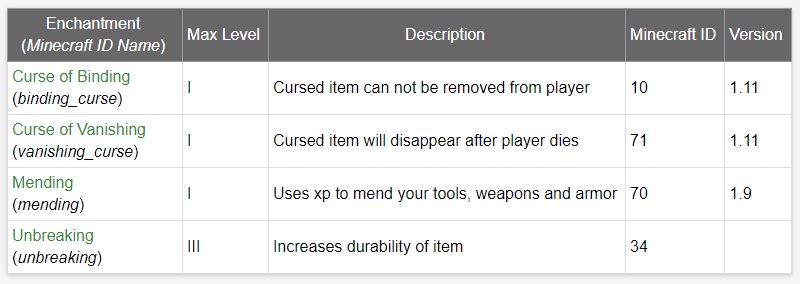 Enchantment
(Minecraft ID Name) Max Level Description Minecraft ID Version
Curse of Binding
(binding_curse) I Cursed item can not be removed from player 10 1.11
Curse of Vanishing
(vanishing_curse) I Cursed item will disappear after player dies 71 1.11
Mending
(mending) I Uses xp to mend your tools, weapons and armor 70 1.9
Unbreaking
(unbreaking) III Increases durability of item 34